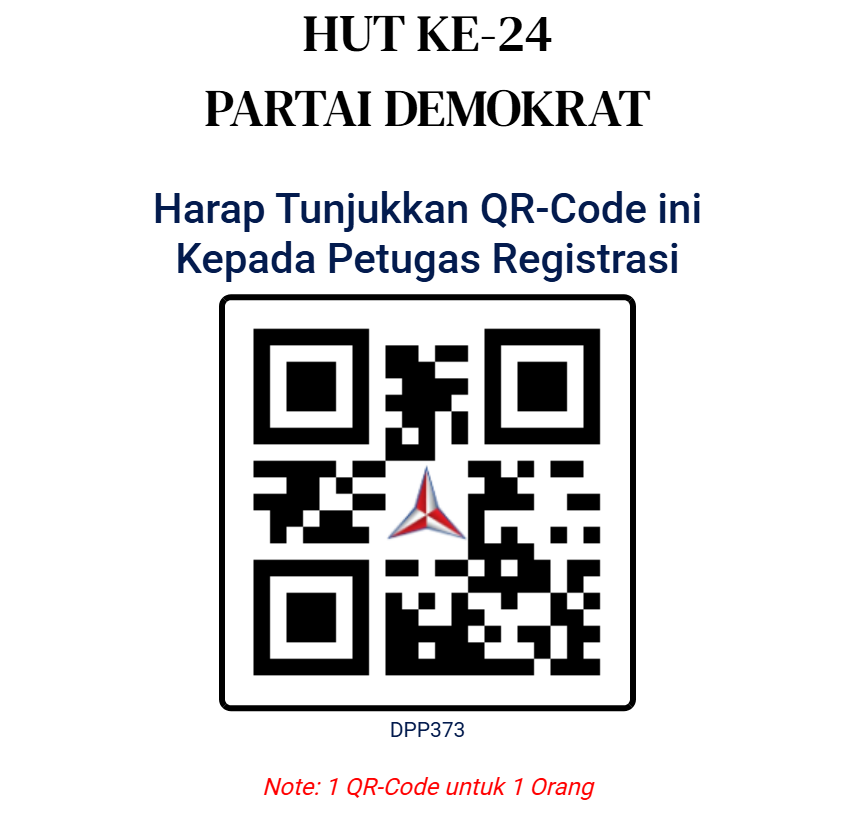 HUT KE-24
PARTAI DEMOKRAT
Harap Tunjukkan QR-Code ini
Kepada Petugas Registrasi
DPP373
Note: 1 QR-Code untuk 1 Orang